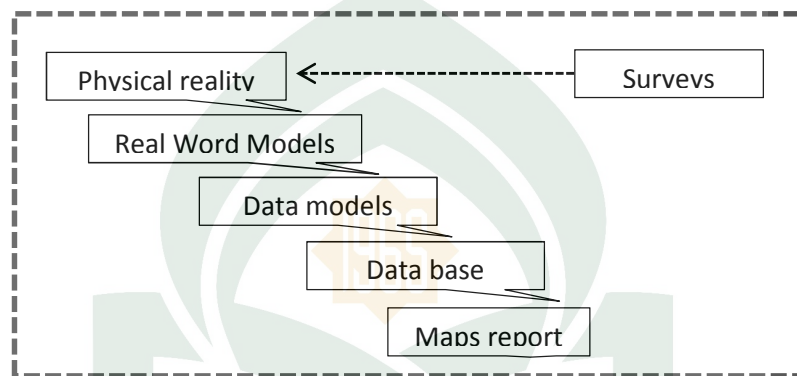 Physical reality
Surveys
Real Word Models
Data models
Data base
Maps report